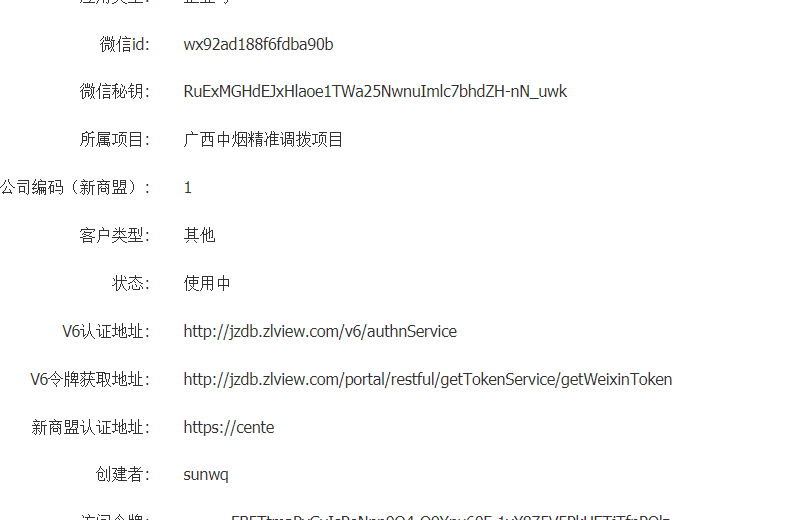 微信id: wx92ad188f6fdba90b
微信秘钥: RuExMGHdEJxHlaoe1TWa25NwnuImlc7bhdZH-nN_uwk
所属项目: 广西中烟精准调拨项目
公司编码（新商盟）: 1
客户类型: 其他
状态: 使用中
V6认证地址: http://jzdb.zlview.com/v6/authnService
V6令牌获取地址: http://jzdb.zlview.com/portal/restful/getTokenService/getWeixinToken
新商盟认证地址: https://cente
创建者: sunwq
访问令牌: